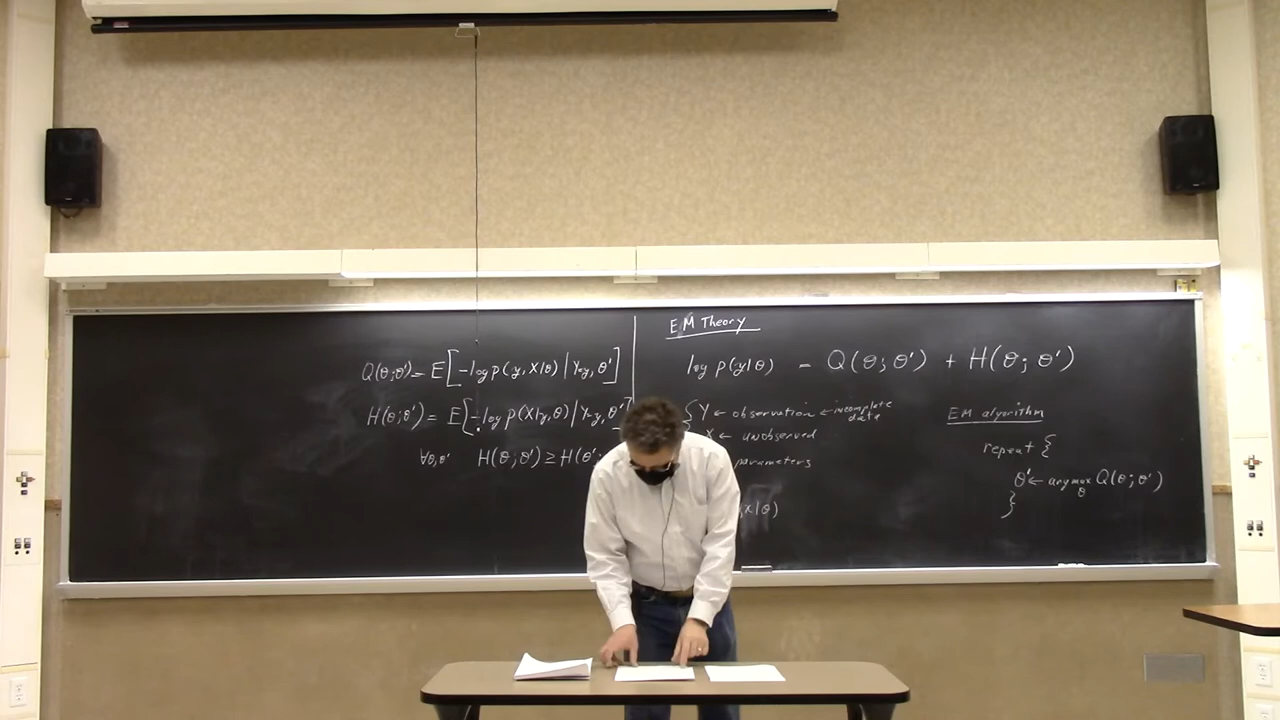 Q(θ;θ') = E[-log p(y,X|θ)|Y=y,θ']
H(θ;θ') = E[-log p(X|y,θ)|Y=y,θ'
∀θ,θ' H(θ;θ') ≥ H(θ';
EM Theory
log p(y|θ) = Q(θ;θ') + H(θ;θ')
{Y ← observation ← incomplete data
X ← unobserved
parameters
,x|θ)
EM algorithm
repeat {
θ' ← argmax Q(θ;θ')
θ
}